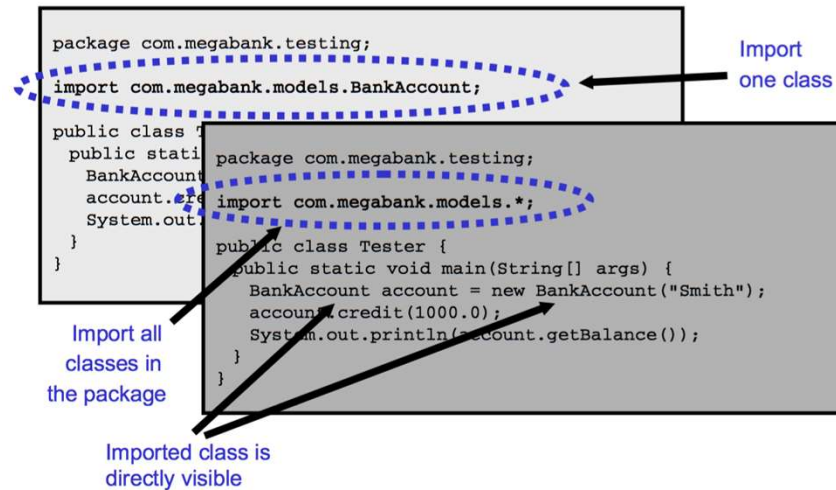 package com.megabank.testing;
import com.megabank.models.BankAccount;
public class
public stati
BankAccount
account.cre
System.out.
}
}
Import
one class
package com.megabank.testing;
import com.megabank.models.*;
public class Tester {
public static void main(String[] args) {
BankAccount account = new BankAccount("Smith");
account.credit(1000.0);
System.out.println(account.getBalance());
}
}
Import all
classes in
the package
Imported class is
directly visible